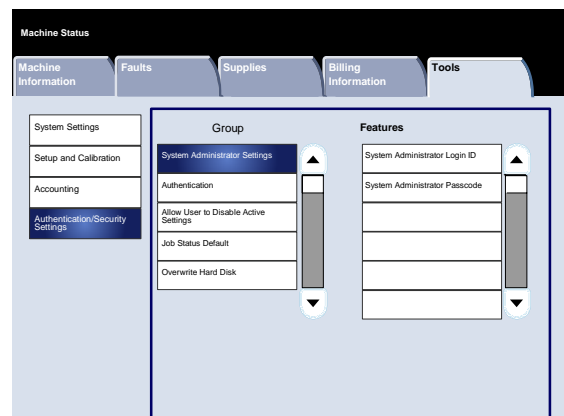 Machine Status
Machine
Information
Faults
Supplies
Billing
Information
Tools
System Settings
Setup and Calibration
Accounting
Authentication/Security
Settings
Group
System Administrator Settings
Authentication
Allow User to Disable Active
Settings
Job Status Default
Overwrite Hard Disk
Features
System Administrator Login ID
System Administrator Passcode